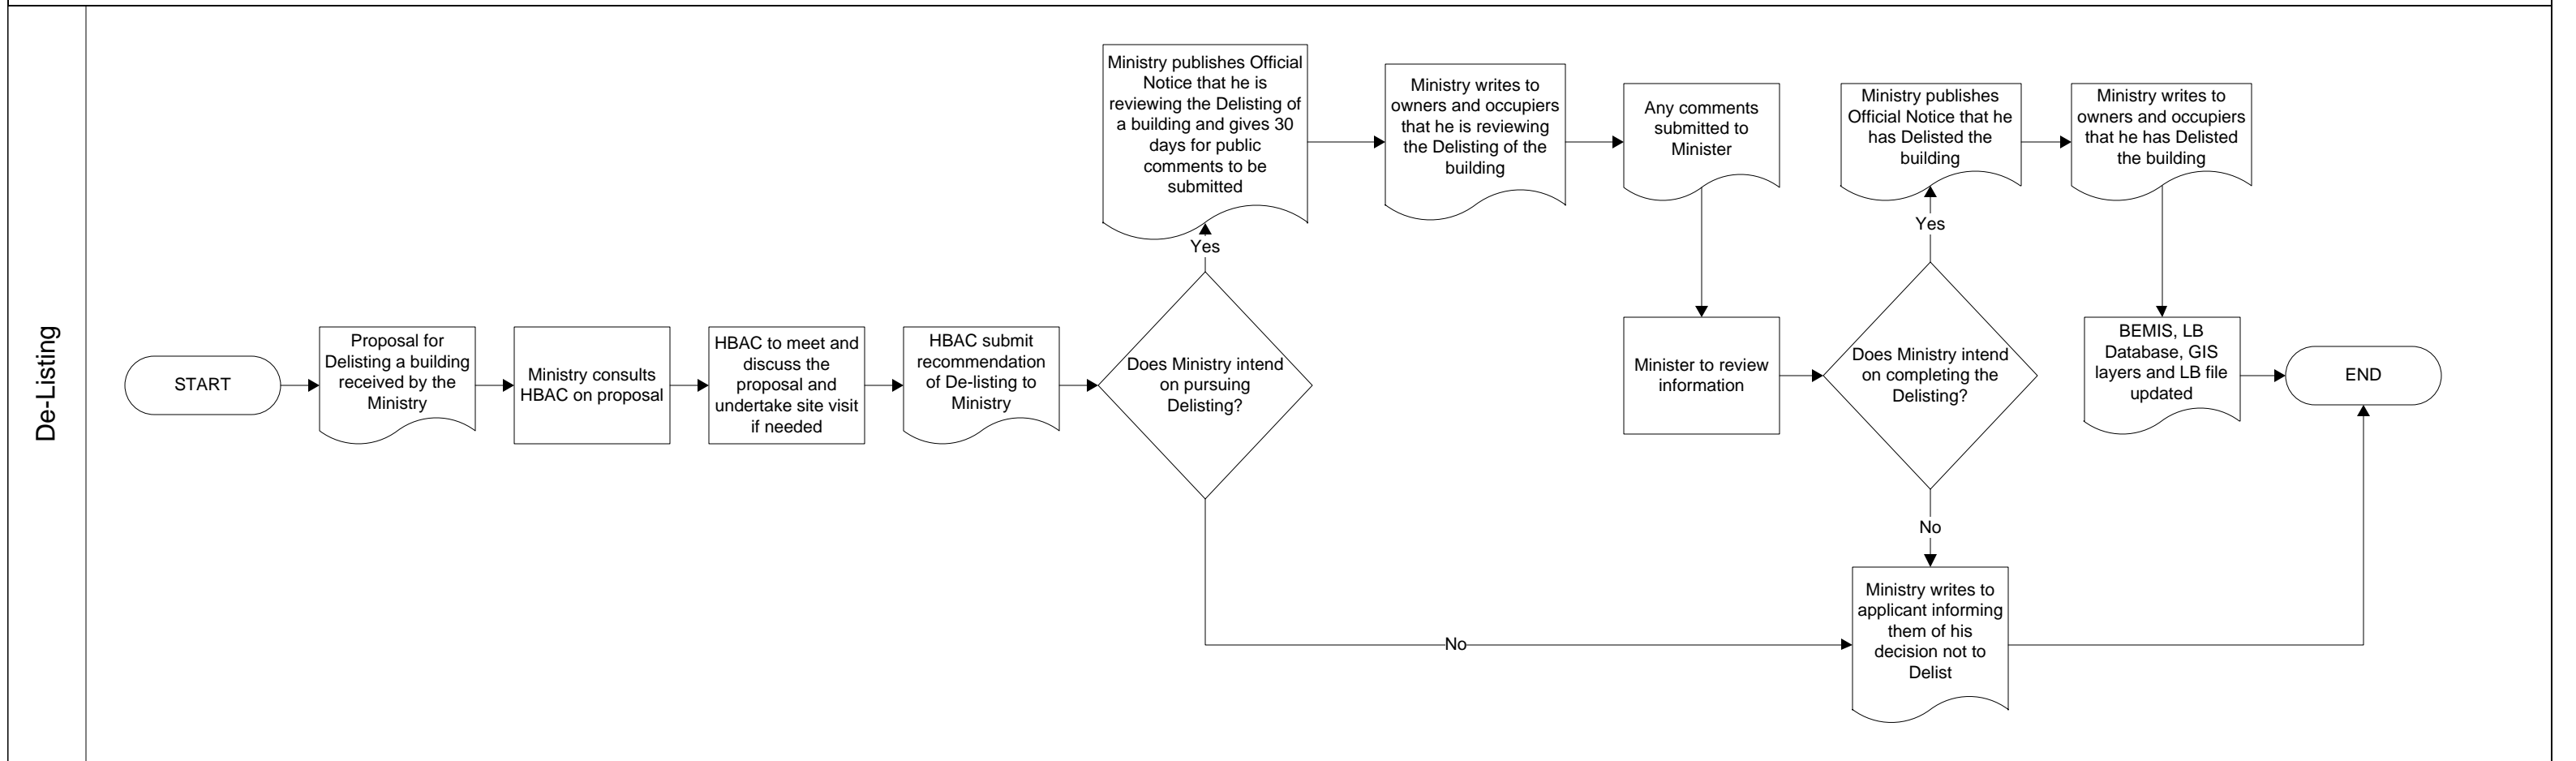 De-Listing
START
Proposal for
Delisting a building
received by the
Ministry
Ministry consults
HBAC on proposal
HBAC to meet and
discuss the
proposal and
undertake site visit
if needed
HBAC submit
recommendation
of De-listing to
Ministry
Does Ministry intend
on pursuing
Delisting?
Yes
Ministry publishes Official
Notice that he is
reviewing the Delisting of
a building and gives 30
days for public
comments to be
submitted
Ministry writes to
owners and occupiers
that he is reviewing
the Delisting of the
building
Any comments
submitted to
Minister
Minister to review
information
Does Ministry intend
on completing the
Delisting?
Yes
Ministry publishes
Official Notice that he
has Delisted the
building
Ministry writes to
owners and occupiers
that he has Delisted
the building
BEMIS, LB
Database, GIS
layers and LB file
updated
END
No
No
Ministry writes to
applicant informing
them of his
decision not to
Delist